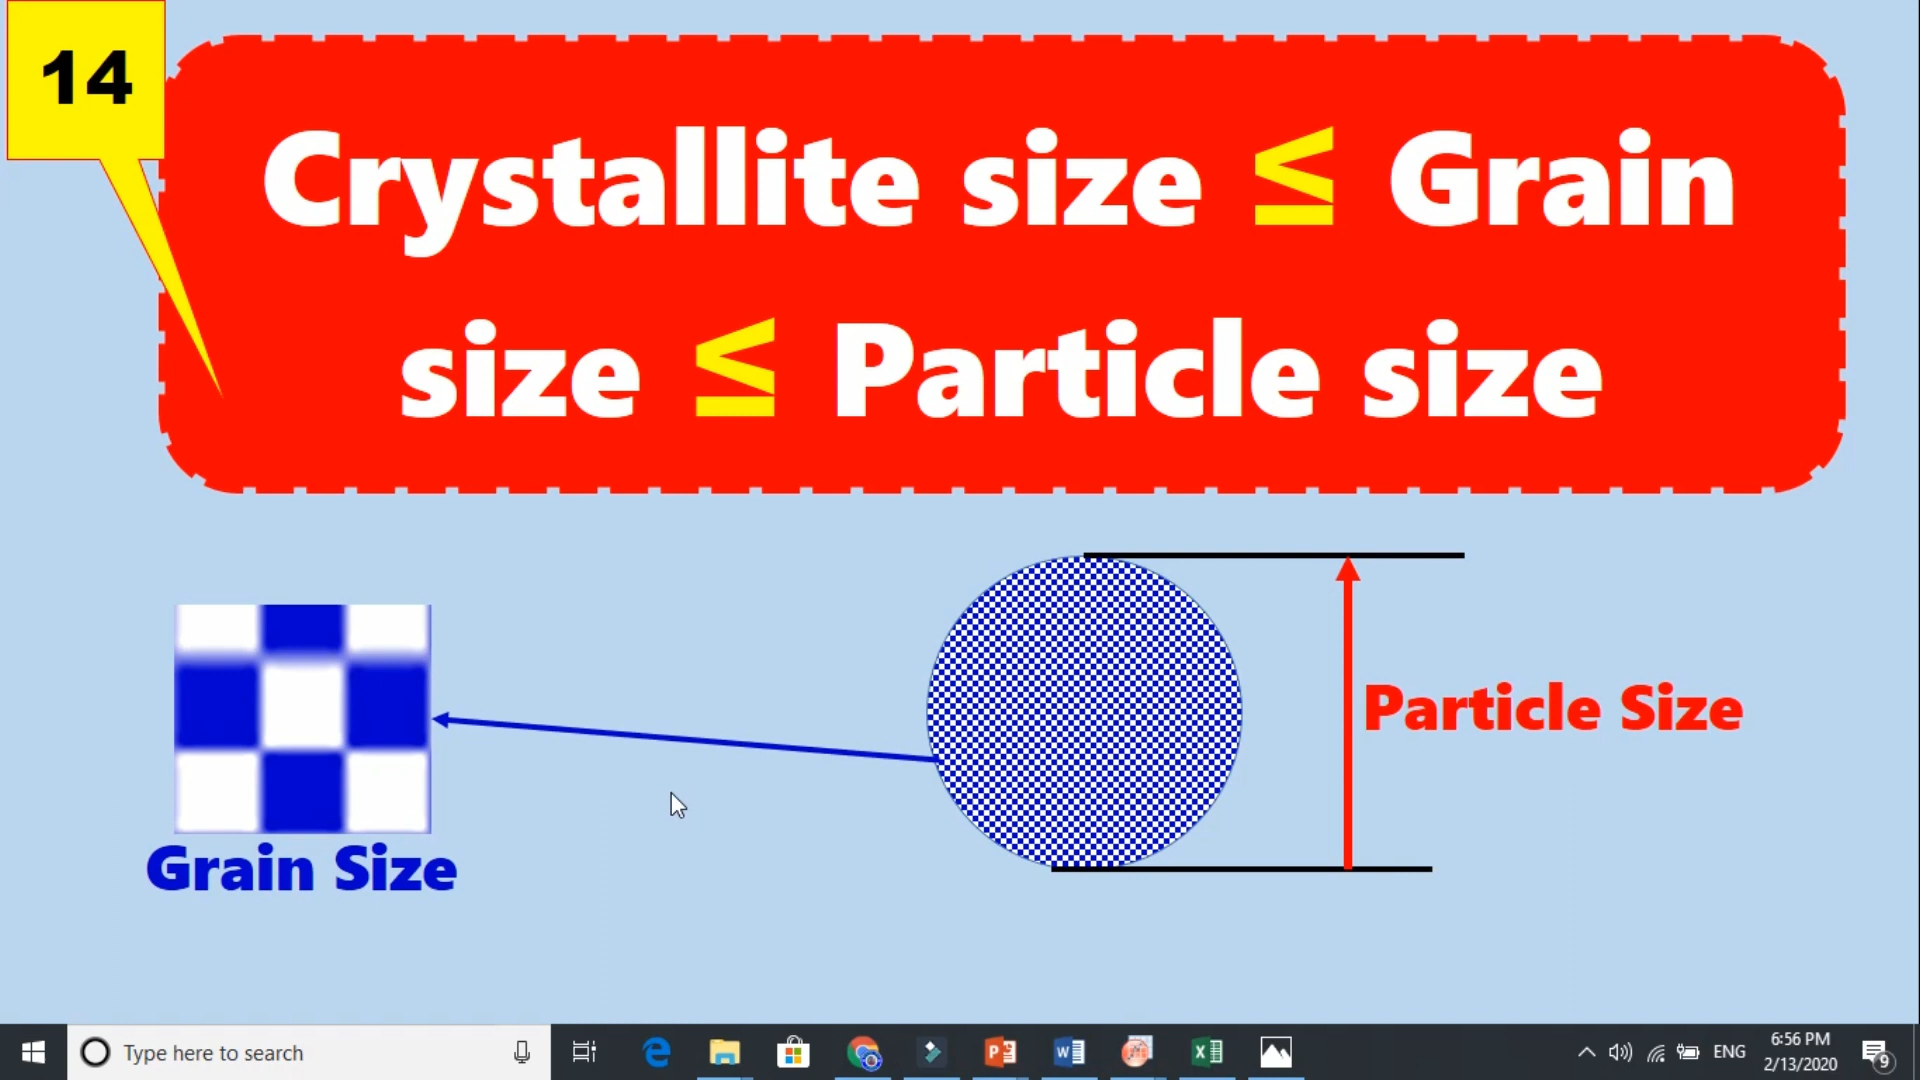 14
Crystallite size ≤ Grain
size ≤ Particle size
Particle Size
Grain Size
Type here to search
ENG
6:56 PM
2/13/2020
9